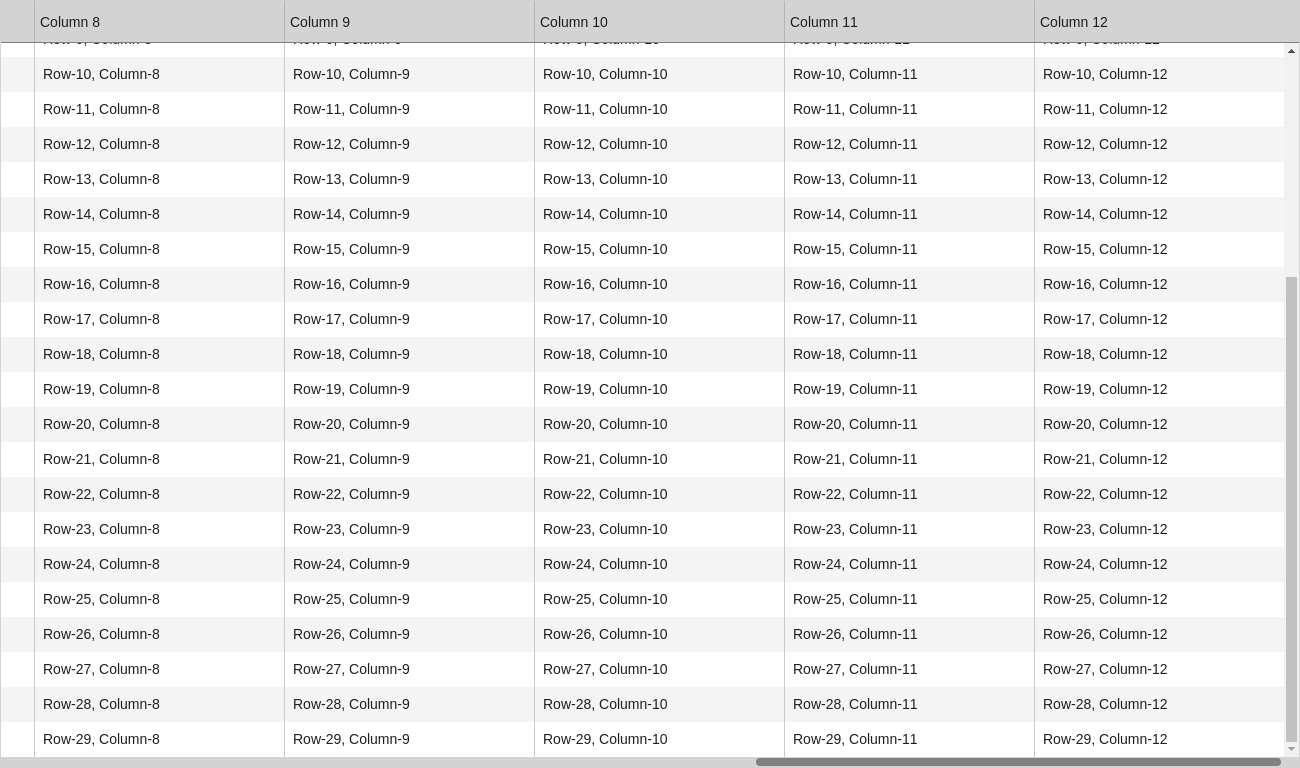 Column 8 Column 9 Column 10 Column 11 Column 12
Row-10, Column-8 Row-10, Column-9 Row-10, Column-10 Row-10, Column-11 Row-10, Column-12
Row-11, Column-8 Row-11, Column-9 Row-11, Column-10 Row-11, Column-11 Row-11, Column-12
Row-12, Column-8 Row-12, Column-9 Row-12, Column-10 Row-12, Column-11 Row-12, Column-12
Row-13, Column-8 Row-13, Column-9 Row-13, Column-10 Row-13, Column-11 Row-13, Column-12
Row-14, Column-8 Row-14, Column-9 Row-14, Column-10 Row-14, Column-11 Row-14, Column-12
Row-15, Column-8 Row-15, Column-9 Row-15, Column-10 Row-15, Column-11 Row-15, Column-12
Row-16, Column-8 Row-16, Column-9 Row-16, Column-10 Row-16, Column-11 Row-16, Column-12
Row-17, Column-8 Row-17, Column-9 Row-17, Column-10 Row-17, Column-11 Row-17, Column-12
Row-18, Column-8 Row-18, Column-9 Row-18, Column-10 Row-18, Column-11 Row-18, Column-12
Row-19, Column-8 Row-19, Column-9 Row-19, Column-10 Row-19, Column-11 Row-19, Column-12
Row-20, Column-8 Row-20, Column-9 Row-20, Column-10 Row-20, Column-11 Row-20, Column-12
Row-21, Column-8 Row-21, Column-9 Row-21, Column-10 Row-21, Column-11 Row-21, Column-12
Row-22, Column-8 Row-22, Column-9 Row-22, Column-10 Row-22, Column-11 Row-22, Column-12
Row-23, Column-8 Row-23, Column-9 Row-23, Column-10 Row-23, Column-11 Row-23, Column-12
Row-24, Column-8 Row-24, Column-9 Row-24, Column-10 Row-24, Column-11 Row-24, Column-12
Row-25, Column-8 Row-25, Column-9 Row-25, Column-10 Row-25, Column-11 Row-25, Column-12
Row-26, Column-8 Row-26, Column-9 Row-26, Column-10 Row-26, Column-11 Row-26, Column-12
Row-27, Column-8 Row-27, Column-9 Row-27, Column-10 Row-27, Column-11 Row-27, Column-12
Row-28, Column-8 Row-28, Column-9 Row-28, Column-10 Row-28, Column-11 Row-28, Column-12
Row-29, Column-8 Row-29, Column-9 Row-29, Column-10 Row-29, Column-11 Row-29, Column-12